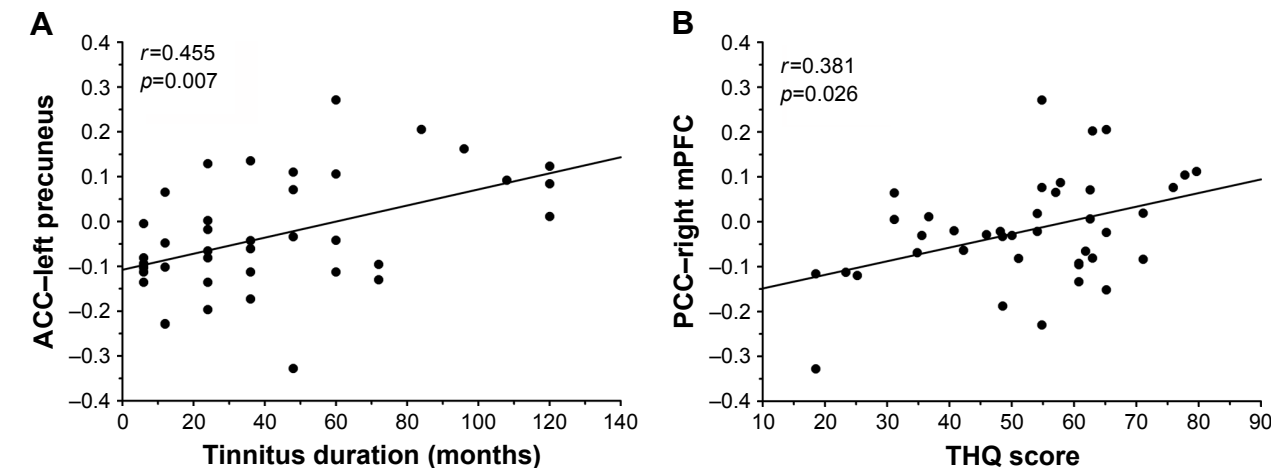 A
r=0.455
p=0.007
ACC–left precuneus
0.4
0.3
0.2
0.1
0.0
–0.1
–0.2
–0.3
–0.4
0 20 40 60 80 100 120 140
Tinnitus duration (months)
B
r=0.381
p=0.026
PCC–right mPFC
0.4
0.3
0.2
0.1
0.0
–0.1
–0.2
–0.3
–0.4
10 20 30 40 50 60 70 80 90
THQ score